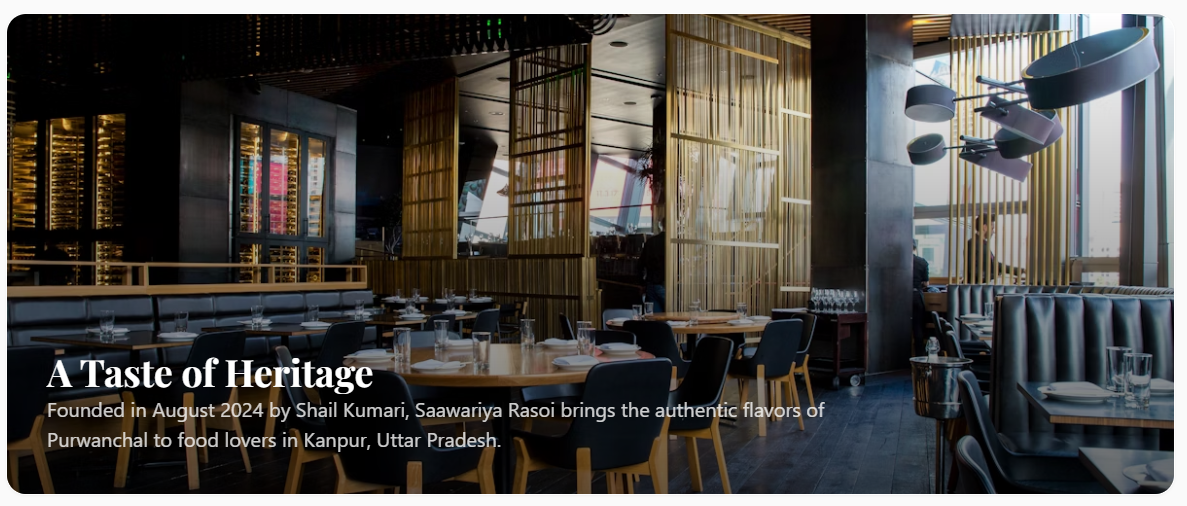 A Taste of Heritage
Founded in August 2024 by Shail Kumari, Saawariya Rasoi brings the authentic flavors of
Purwanchal to food lovers in Kanpur, Uttar Pradesh.